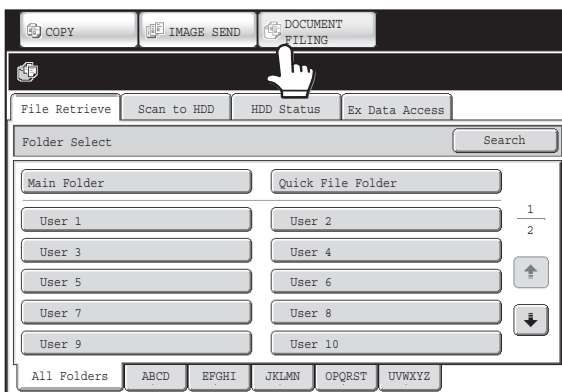 COPY
IMAGE SEND
DOCUMENT
FILING
File Retrieve
Scan to HDD
HDD Status
Ex Data Access
Folder Select
Search
Main Folder
Quick File Folder
User 1
User 2
1
2
User 3
User 4
User 5
User 6
User 7
User 8
User 9
User 10
All Folders
ABCD
EFGHI
JKLMN
OPQRST
UVWXYZ